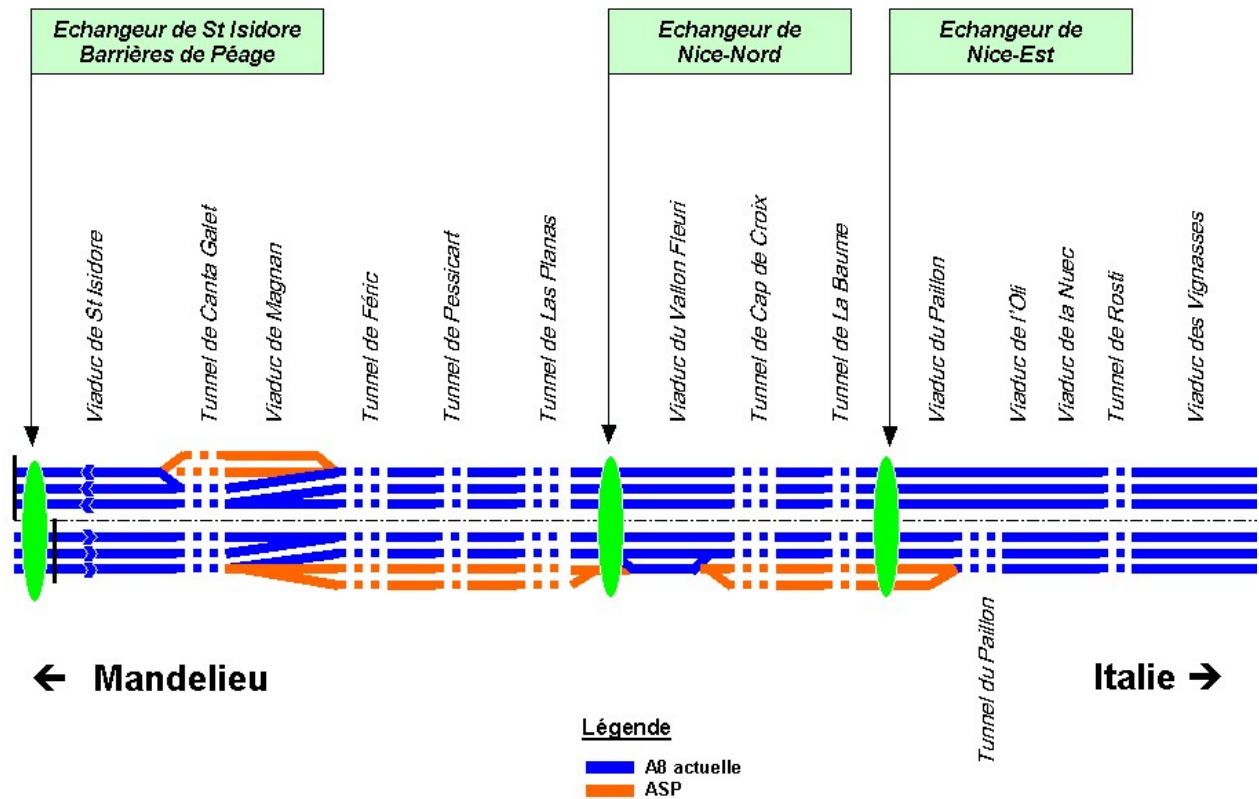 Echangeur de St Isidore
Barrières de Péage
Echangeur de
Nice-Nord
Echangeur de
Nice-Est
Viaduc de St Isidore
Tunnel de Canta Galet
Viaduc de Magnan
Tunnel de Féric
Tunnel de Pessicart
Tunnel de Las Planas
Viaduc du Vallon Fleuri
Tunnel de Cap de Croix
Tunnel de La Baume
Viaduc du Paillon
Viaduc de l'Oli
Viaduc de la Nuec
Tunnel de Rosti
Viaduc des Vignasses
Tunnel du Paillon
← Mandelieu
Italie →
Légende
A8 actuelle
ASP